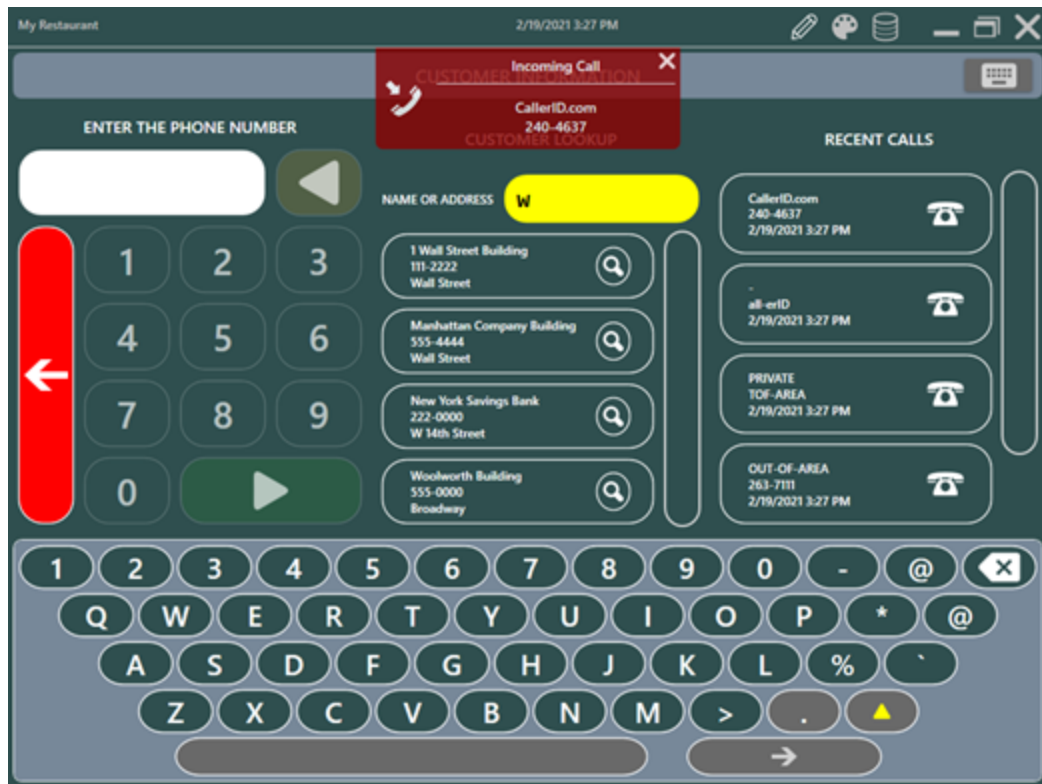 My Restaurant
2/19/2021 3:27 PM
CUSTOMER INFORMATION
Incoming Call
CallerID.com
240-4637
ENTER THE PHONE NUMBER
CUSTOMER LOOKUP
RECENT CALLS
NAME OR ADDRESS
W
1 2 3
4 5 6
7 8 9
0
1 Wall Street Building
111-2222
Wall Street
Manhattan Company Building
555-4444
Wall Street
New York Savings Bank
222-0000
W 14th Street
Woolworth Building
555-0000
Broadway
CallerID.com
240-4637
2/19/2021 3:27 PM
-
all-erID
2/19/2021 3:27 PM
PRIVATE
TOF-AREA
2/19/2021 3:27 PM
OUT-OF-AREA
263-7111
2/19/2021 3:27 PM
1 2 3 4 5 6 7 8 9 0 - @
Q W E R T Y U I O P * @
A S D F G H J K L % `
Z X C V B N M > .